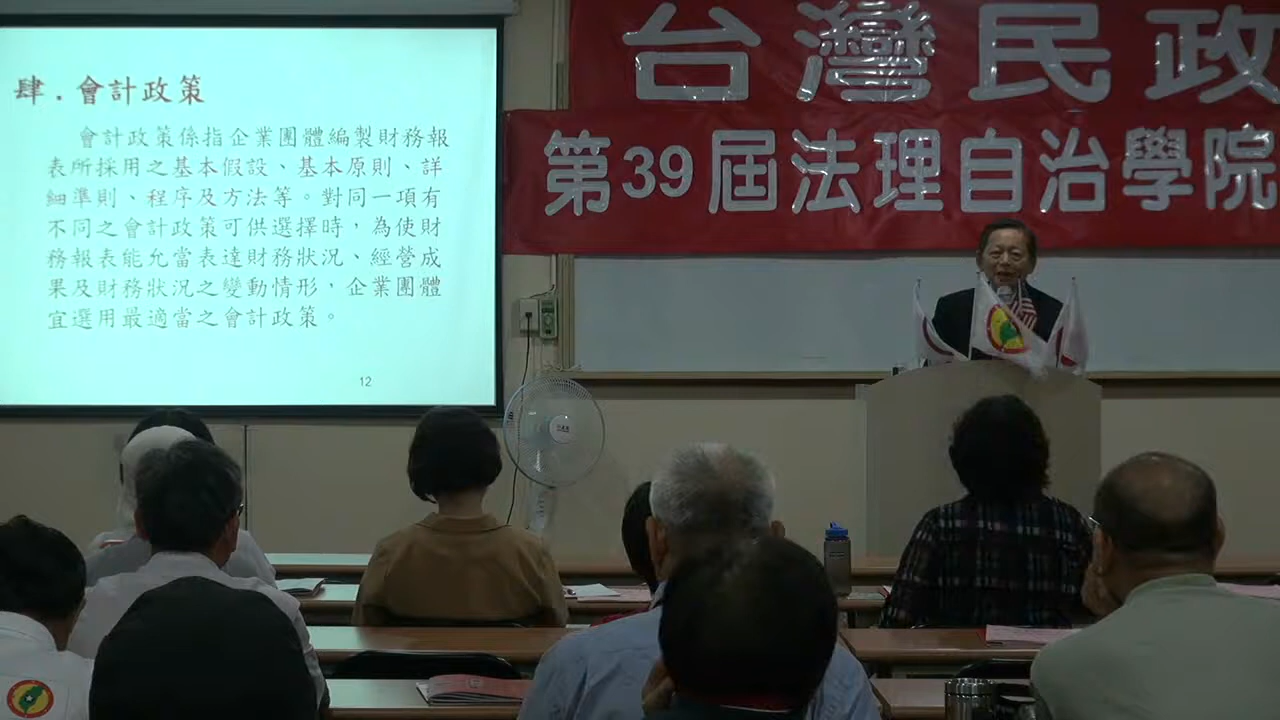 肆.會計政策
會計政策係指企業團體編製財務報
表所採用之基本假設、基本原則、詳
細準則、程序及方法等。對同一項有
不同之會計政策可供選擇時，為使財
務報表能允當表達財務狀況、經營成
果及財務狀況之變動情形，企業團體
宜選用最適當之會計政策。
12
台灣民政
第39屆法理自治學院